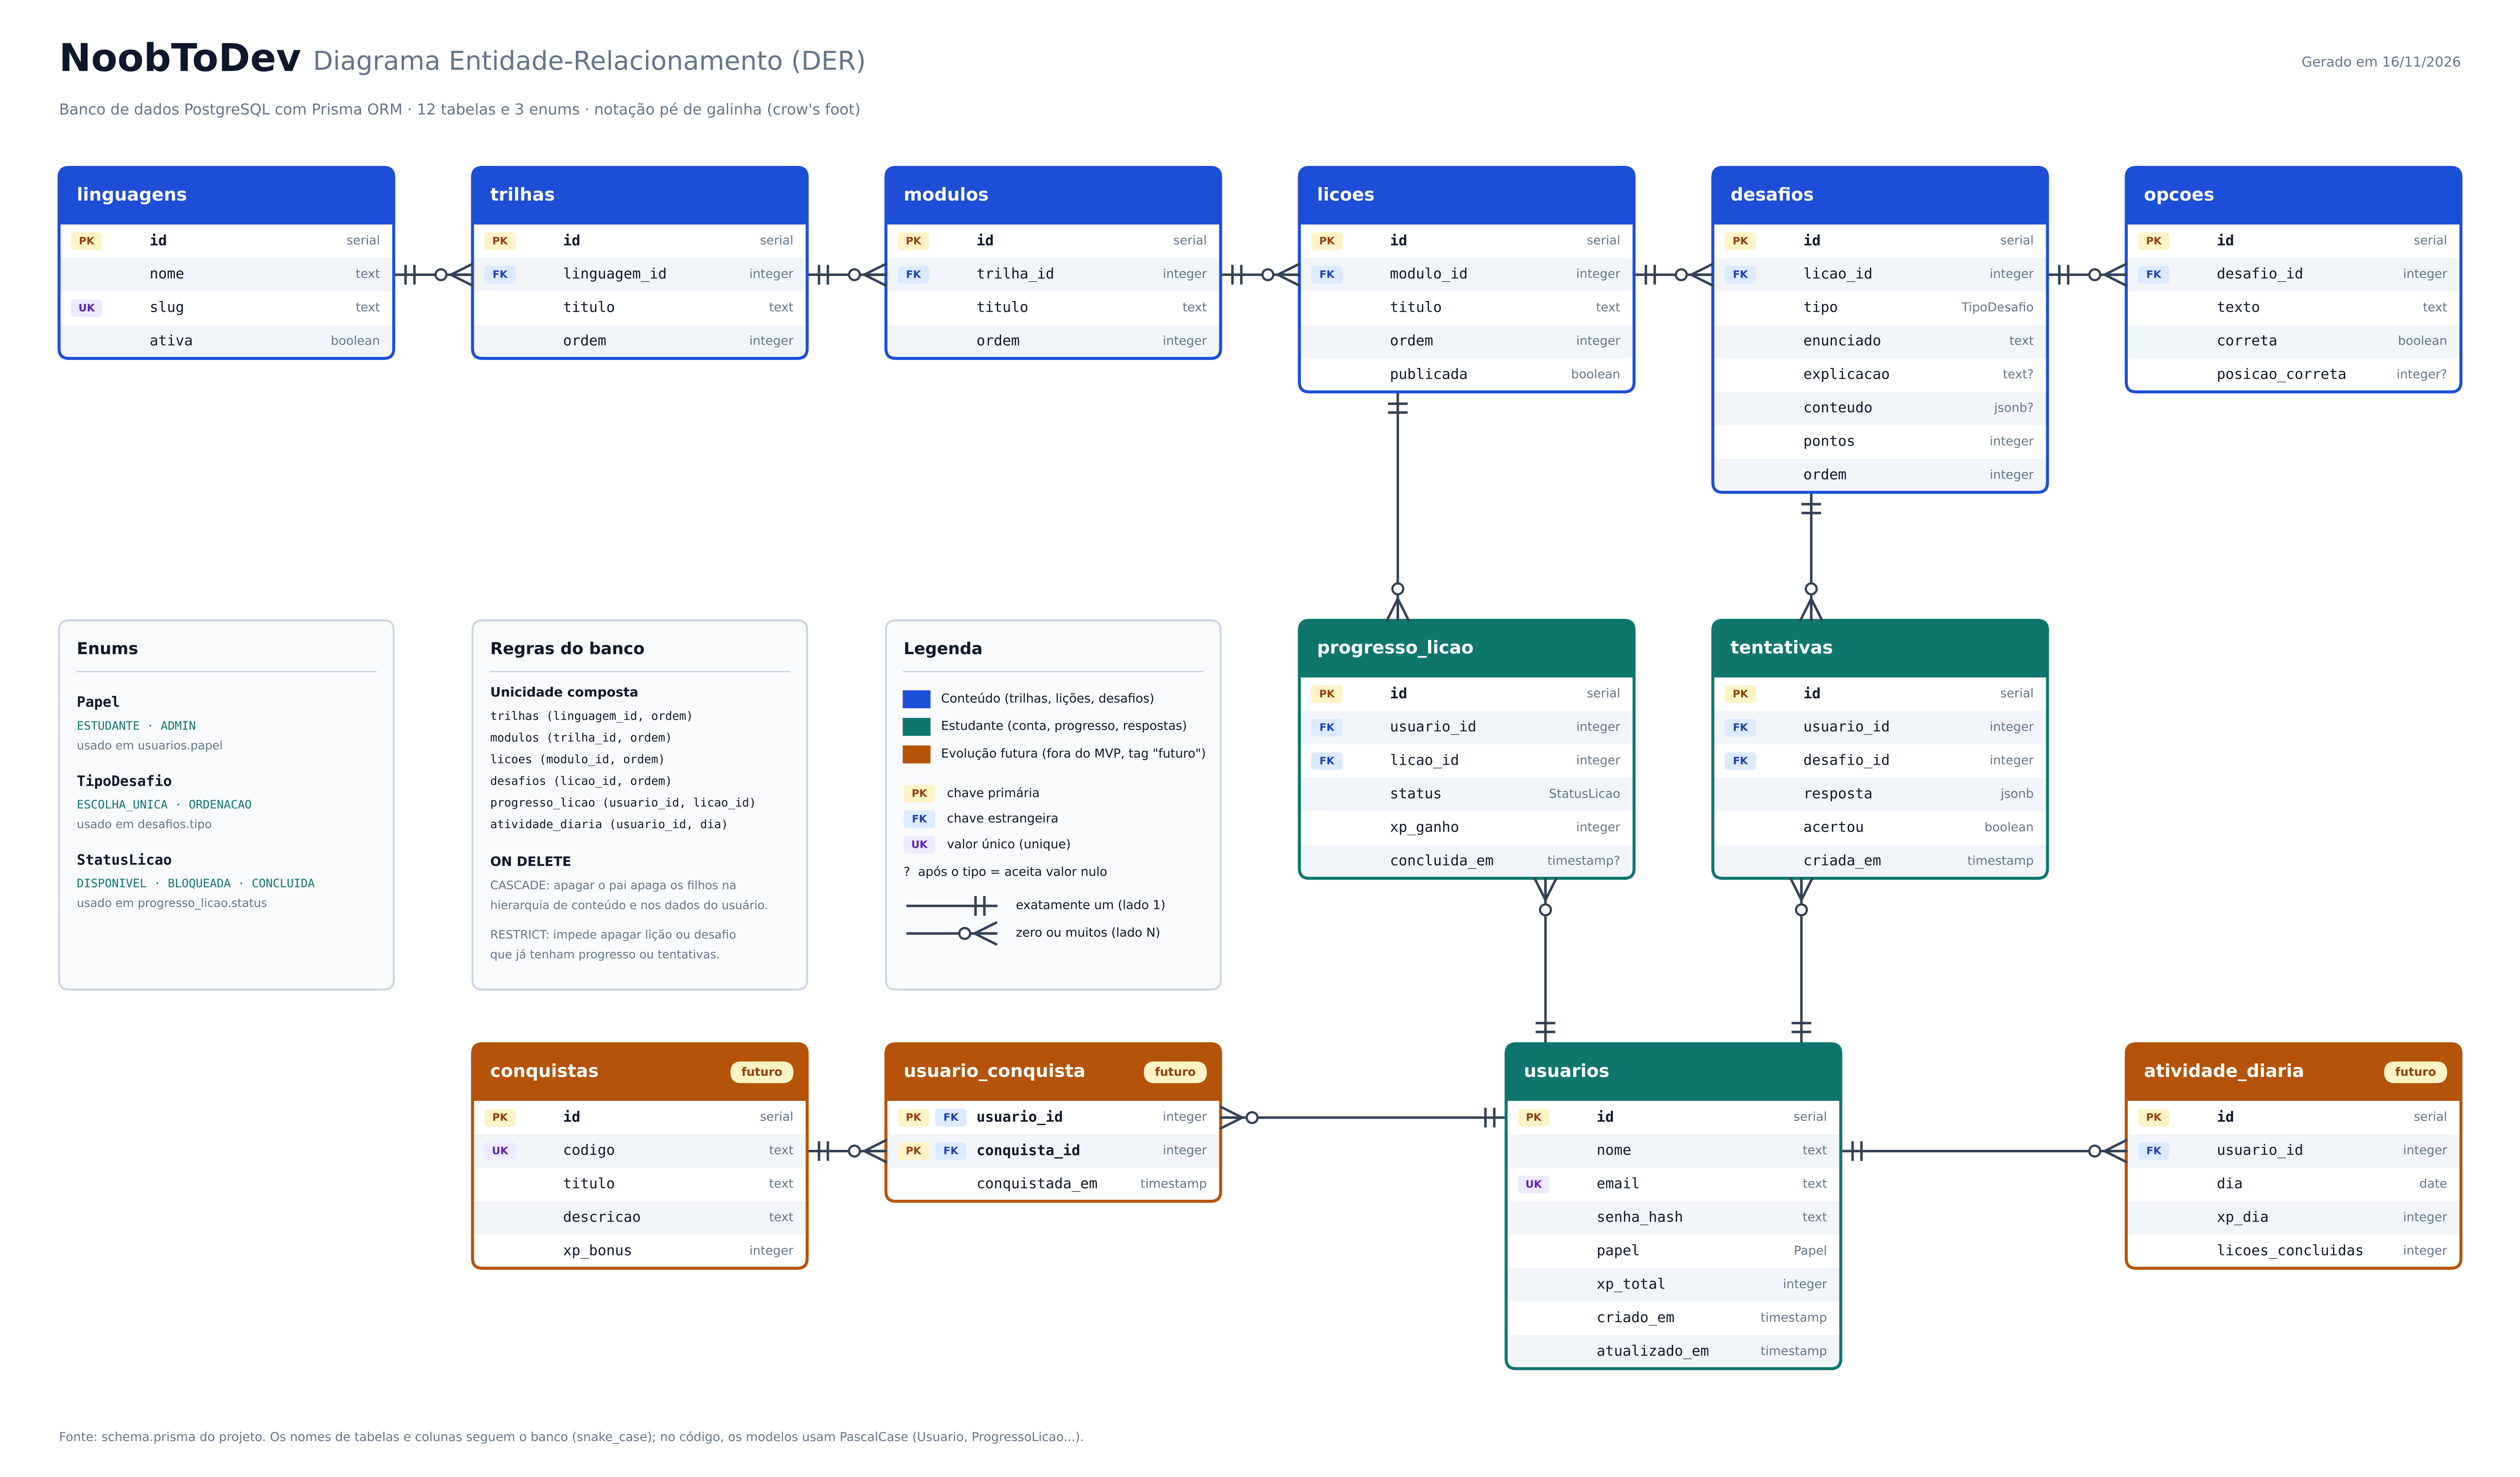 NoobToDev Diagrama Entidade-Relacionamento (DER)
Gerado em 16/11/2026
Banco de dados PostgreSQL com Prisma ORM · 12 tabelas e 3 enums · notação pé de galinha (crow's foot)
linguagens
PK id serial
nome text
UK slug text
ativa boolean
trilhas
PK id serial
FK linguagem_id integer
titulo text
ordem integer
modulos
PK id serial
FK trilha_id integer
titulo text
ordem integer
licoes
PK id serial
FK modulo_id integer
titulo text
ordem integer
publicada boolean
desafios
PK id serial
FK licao_id integer
tipo TipoDesafio
enunciado text
explicacao text?
conteudo jsonb?
pontos integer
ordem integer
opcoes
PK id serial
FK desafio_id integer
texto text
correta boolean
posicao_correta integer?
Enums
Papel
ESTUDANTE · ADMIN
usado em usuarios.papel
TipoDesafio
ESCOLHA_UNICA · ORDENACAO
usado em desafios.tipo
StatusLicao
DISPONIVEL · BLOQUEADA · CONCLUIDA
usado em progresso_licao.status
Regras do banco
Unicidade composta
trilhas (linguagem_id, ordem)
modulos (trilha_id, ordem)
licoes (modulo_id, ordem)
desafios (licao_id, ordem)
progresso_licao (usuario_id, licao_id)
atividade_diaria (usuario_id, dia)
ON DELETE
CASCADE: apagar o pai apaga os filhos na
hierarquia de conteúdo e nos dados do usuário.
RESTRICT: impede apagar lição ou desafio
que já tenham progresso ou tentativas.
Legenda
Conteúdo (trilhas, lições, desafios)
Estudante (conta, progresso, respostas)
Evolução futura (fora do MVP, tag "futuro")
PK chave primária
FK chave estrangeira
UK valor único (unique)
? após o tipo = aceita valor nulo
exatamente um (lado 1)
zero ou muitos (lado N)
progresso_licao
PK id serial
FK usuario_id integer
FK licao_id integer
status StatusLicao
xp_ganho integer
concluida_em timestamp?
tentativas
PK id serial
FK usuario_id integer
FK desafio_id integer
resposta jsonb
acertou boolean
criada_em timestamp
conquistas futuro
PK id serial
UK codigo text
titulo text
descricao text
xp_bonus integer
usuario_conquista futuro
PK FK usuario_id integer
PK FK conquista_id integer
conquistada_em timestamp
usuarios
PK id serial
nome text
UK email text
senha_hash text
papel Papel
xp_total integer
criado_em timestamp
atualizado_em timestamp
atividade_diaria futuro
PK id serial
FK usuario_id integer
dia date
xp_dia integer
licoes_concluidas integer
Fonte: schema.prisma do projeto. Os nomes de tabelas e colunas seguem o banco (snake_case); no código, os modelos usam PascalCase (Usuario, ProgressoLicao...).